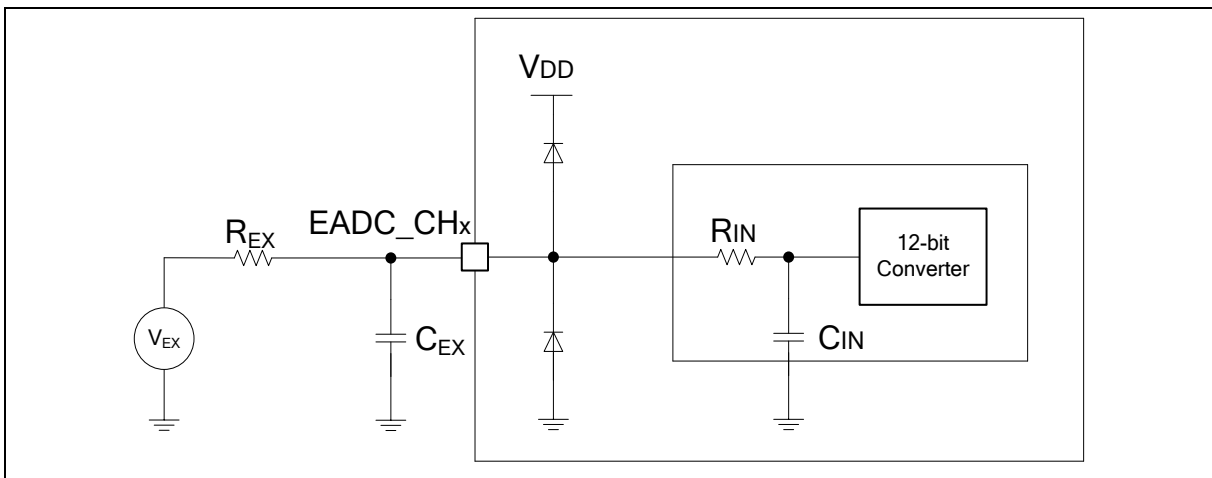 VDD
EADC_CHx
REX
RIN
12-bit
Converter
VEX
CEX
CIN